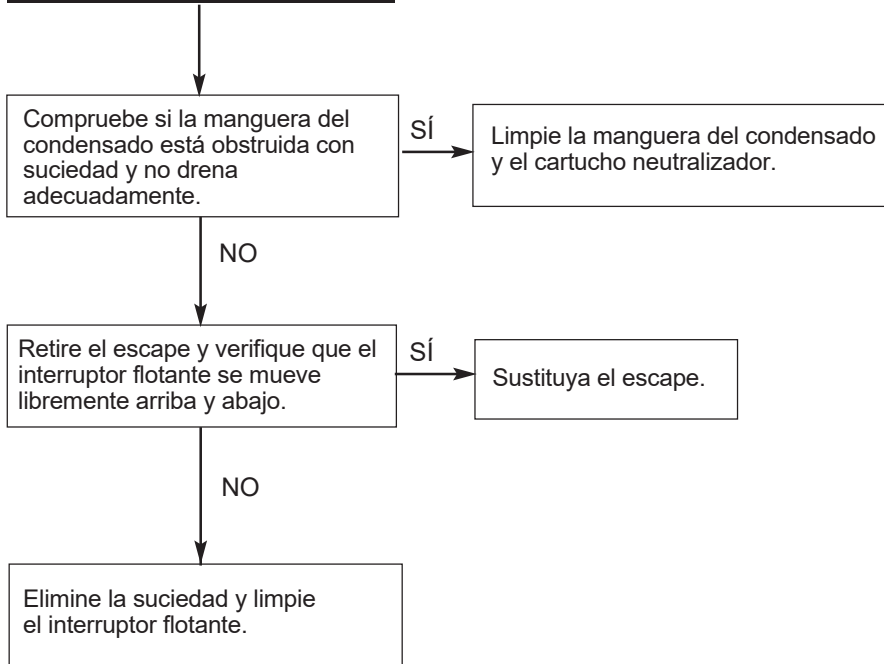 Compruebe si la manguera del
condensado está obstruida con
suciedad y no drena
adecuadamente.
SÍ
Limpie la manguera del condensado
y el cartucho neutralizador.
NO
Retire el escape y verifique que el
interruptor flotante se mueve
libremente arriba y abajo.
SÍ
Sustituya el escape.
NO
Elimine la suciedad y limpie
el interruptor flotante.